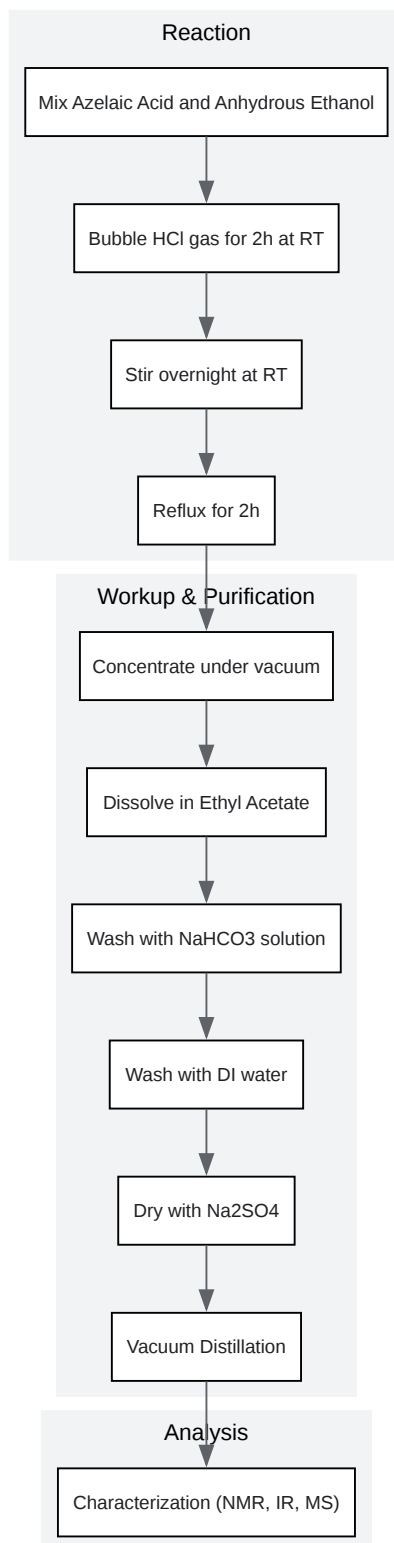 Reaction
Mix Azelaic Acid and Anhydrous Ethanol
Bubble HCl gas for 2h at RT
Stir overnight at RT
Reflux for 2h
Workup & Purification
Concentrate under vacuum
Dissolve in Ethyl Acetate
Wash with NaHCO3 solution
Wash with DI water
Dry with Na2SO4
Vacuum Distillation
Analysis
Characterization (NMR, IR, MS)